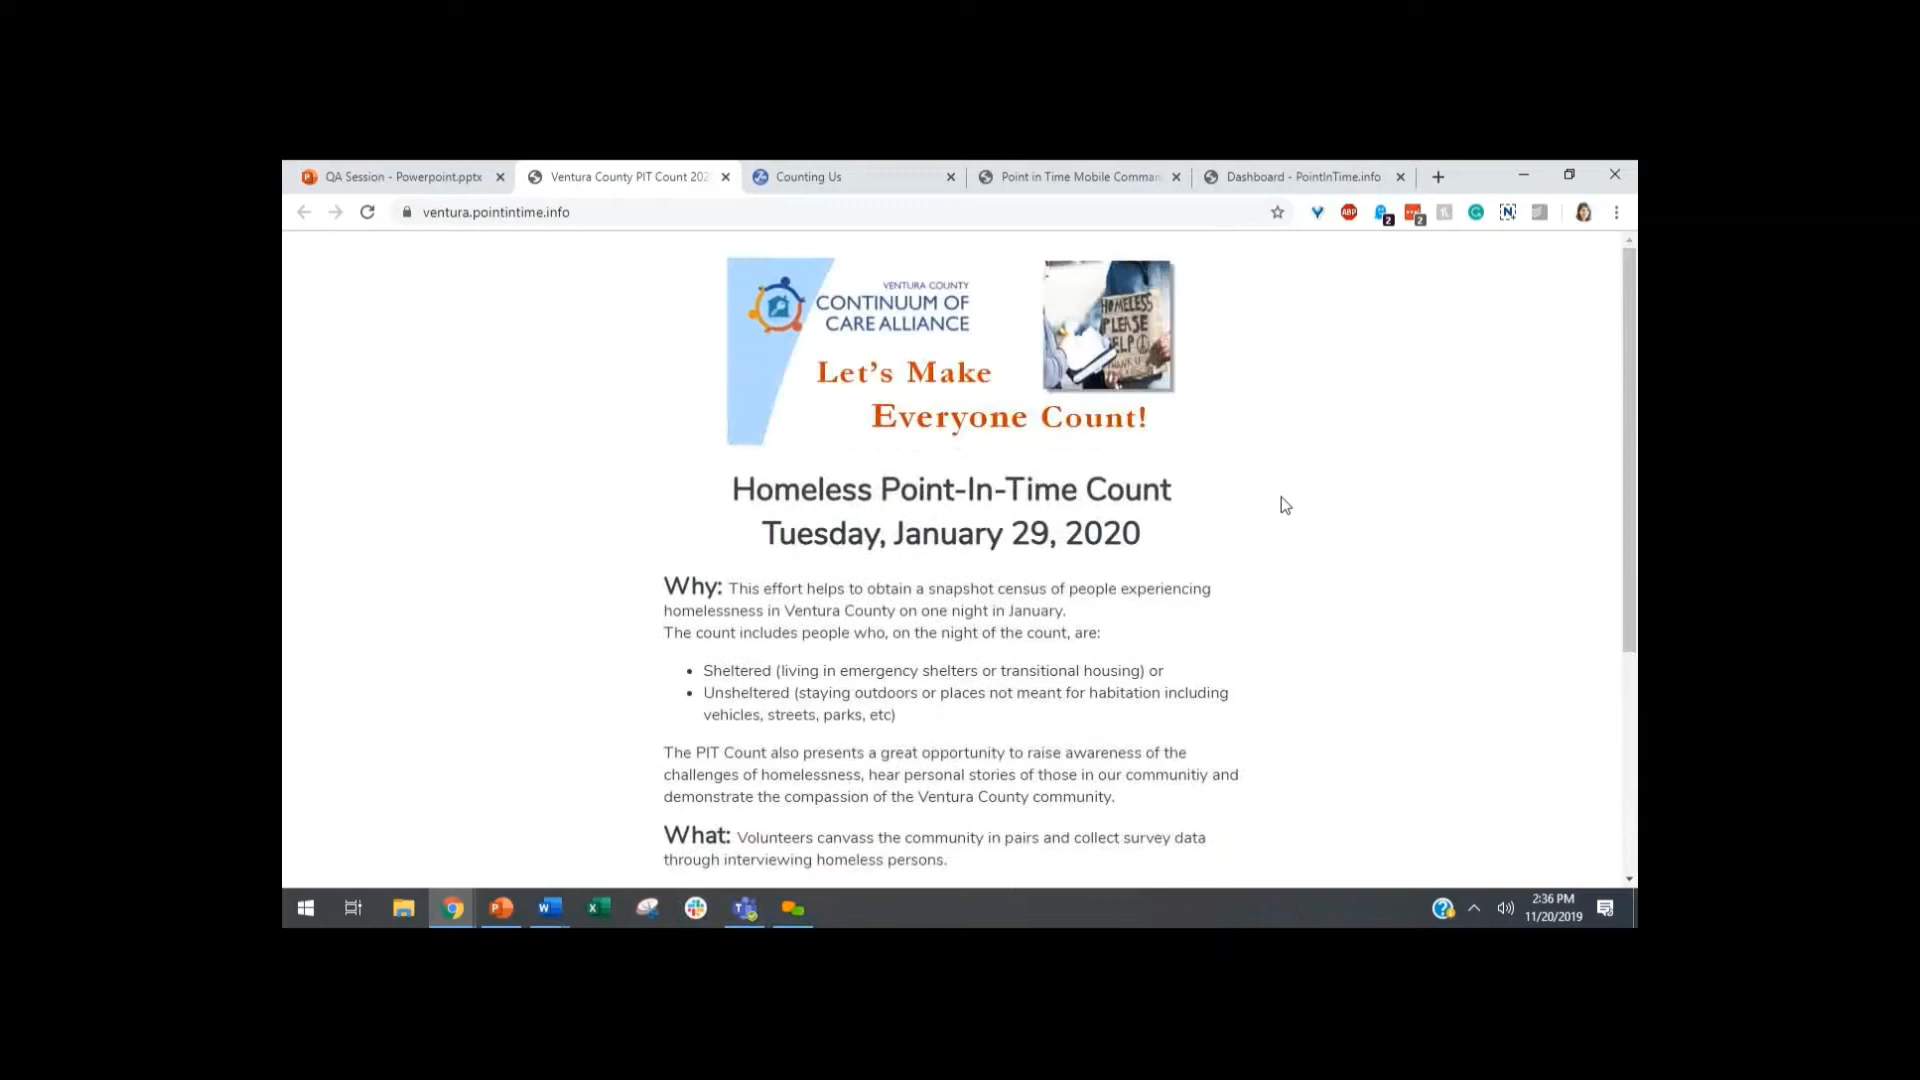 QA Session - Powerpoint.pptx
Ventura County PIT Count 202
Counting Us
Point in Time Mobile Comman
Dashboard - PointInTime.info
ventura.pointintime.info
ABP
2
2
N
VENTURA COUNTY
CONTINUUM OF
CARE ALLIANCE
HOMELESS
PLEASE
HELP
THANK U
Let's Make
Everyone Count!
Homeless Point-In-Time Count
Tuesday, January 29, 2020
Why: This effort helps to obtain a snapshot census of people experiencing
homelessness in Ventura County on one night in January.
The count includes people who, on the night of the count, are:
• Sheltered (living in emergency shelters or transitional housing) or
• Unsheltered (staying outdoors or places not meant for habitation including
vehicles, streets, parks, etc)
The PIT Count also presents a great opportunity to raise awareness of the
challenges of homelessness, hear personal stories of those in our communitiy and
demonstrate the compassion of the Ventura County community.
What: Volunteers canvass the community in pairs and collect survey data
through interviewing homeless persons.
2:36 PM
11/20/2019